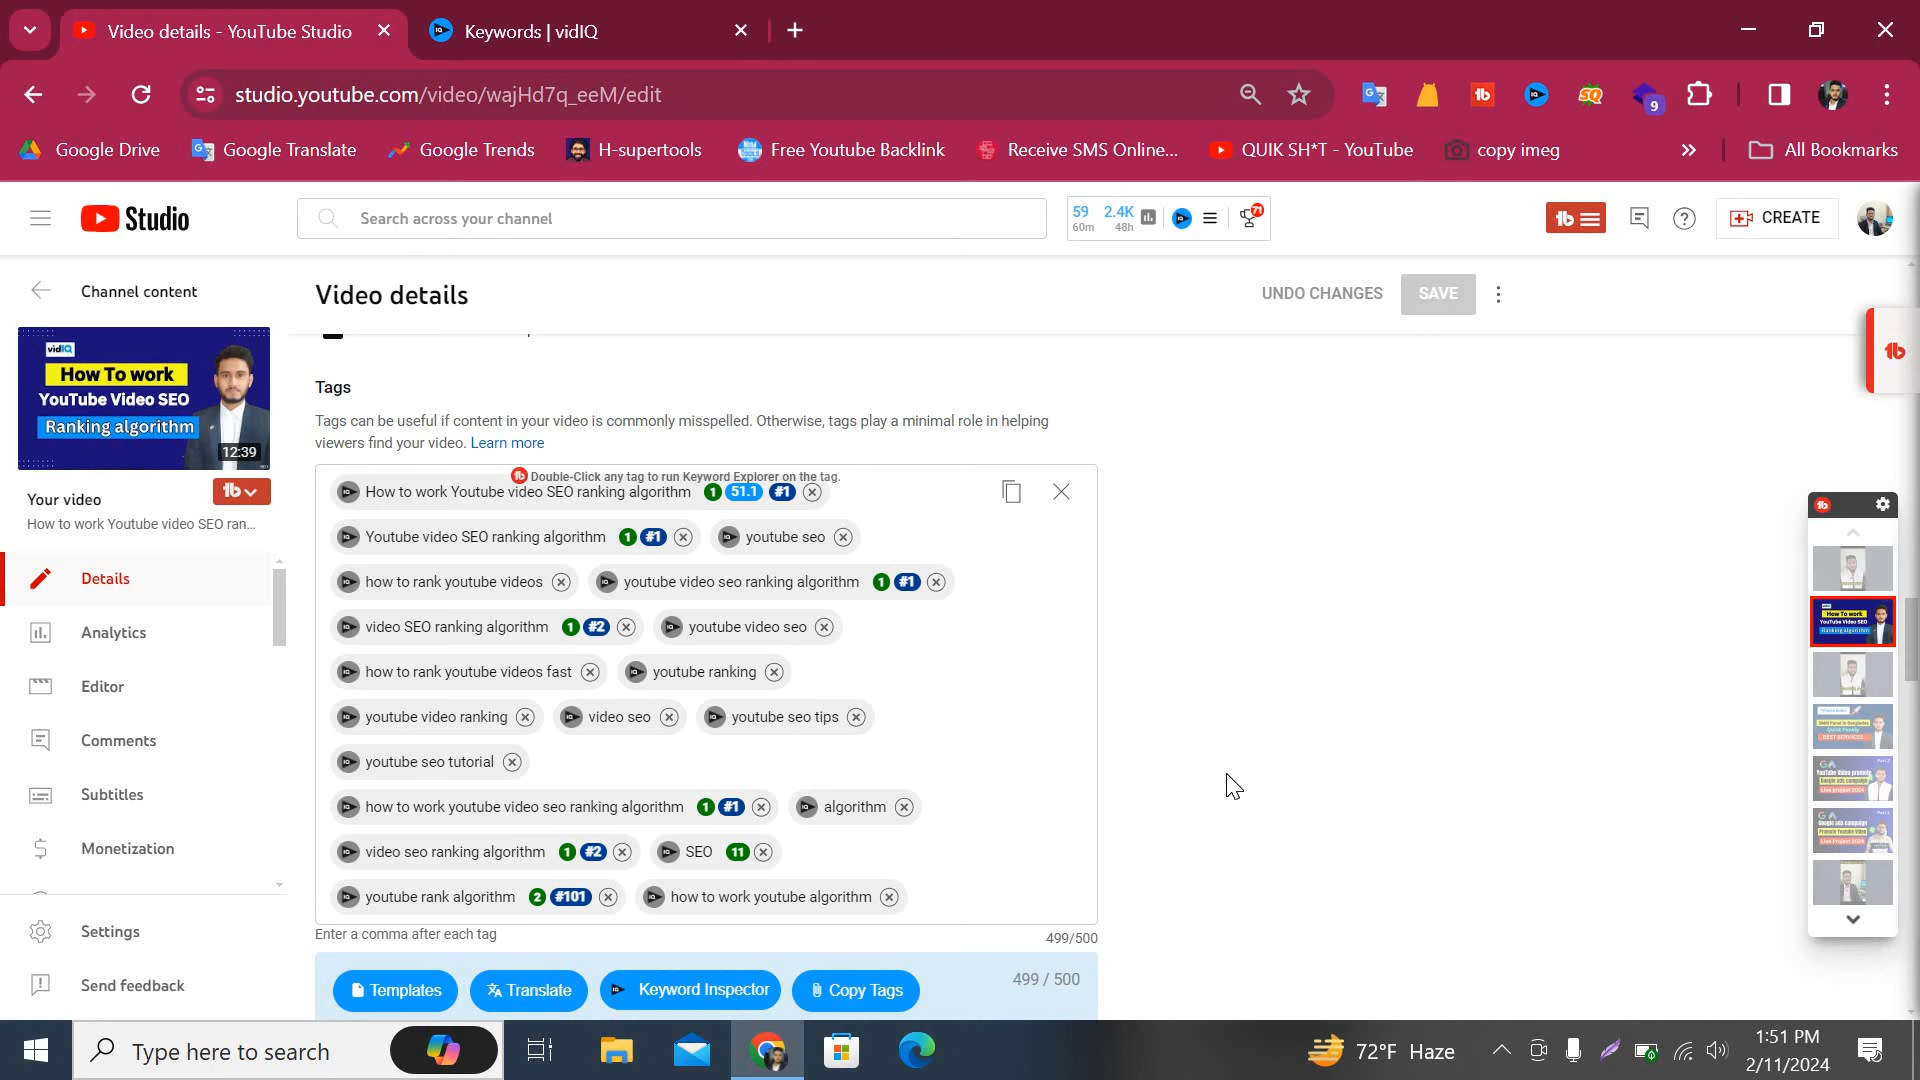 Video details - YouTube Studio
Keywords | vidIQ
studio.youtube.com/video/wajHd7q_eeM/edit
9
Google Drive
Google Translate
Google Trends
H-supertools
Free Youtube Backlink
Receive SMS Online...
QUIK SH*T - YouTube
copy imeg
All Bookmarks
Studio
Search across your channel
59 2.4K
60m 48h
71
CREATE
Channel content
Video details
UNDO CHANGES
SAVE
vidIQ
How To work
YouTube Video SEO
Ranking algorithm
12:39
Your video
How to work Youtube video SEO ran...
Details
Analytics
Editor
Comments
Subtitles
Monetization
Settings
Send feedback
Tags
Tags can be useful if content in your video is commonly misspelled. Otherwise, tags play a minimal role in helping
viewers find your video. Learn more
Double-Click any tag to run Keyword Explorer on the tag.
How to work Youtube video SEO ranking algorithm 1 51.1 #1
Youtube video SEO ranking algorithm 1 #1 youtube seo
how to rank youtube videos youtube video seo ranking algorithm 1 #1
video SEO ranking algorithm 1 #2 youtube video seo
how to rank youtube videos fast youtube ranking
youtube video ranking video seo youtube seo tips
youtube seo tutorial
how to work youtube video seo ranking algorithm 1 #1 algorithm
video seo ranking algorithm 1 #2 SEO 11
youtube rank algorithm 2 #101 how to work youtube algorithm
Enter a comma after each tag
499/500
499 / 500
Templates
Translate
Keyword Inspector
Copy Tags
How To work
YouTube Video SEO
Ranking algorithm
Type here to search
72°F Haze
1:51 PM
2/11/2024